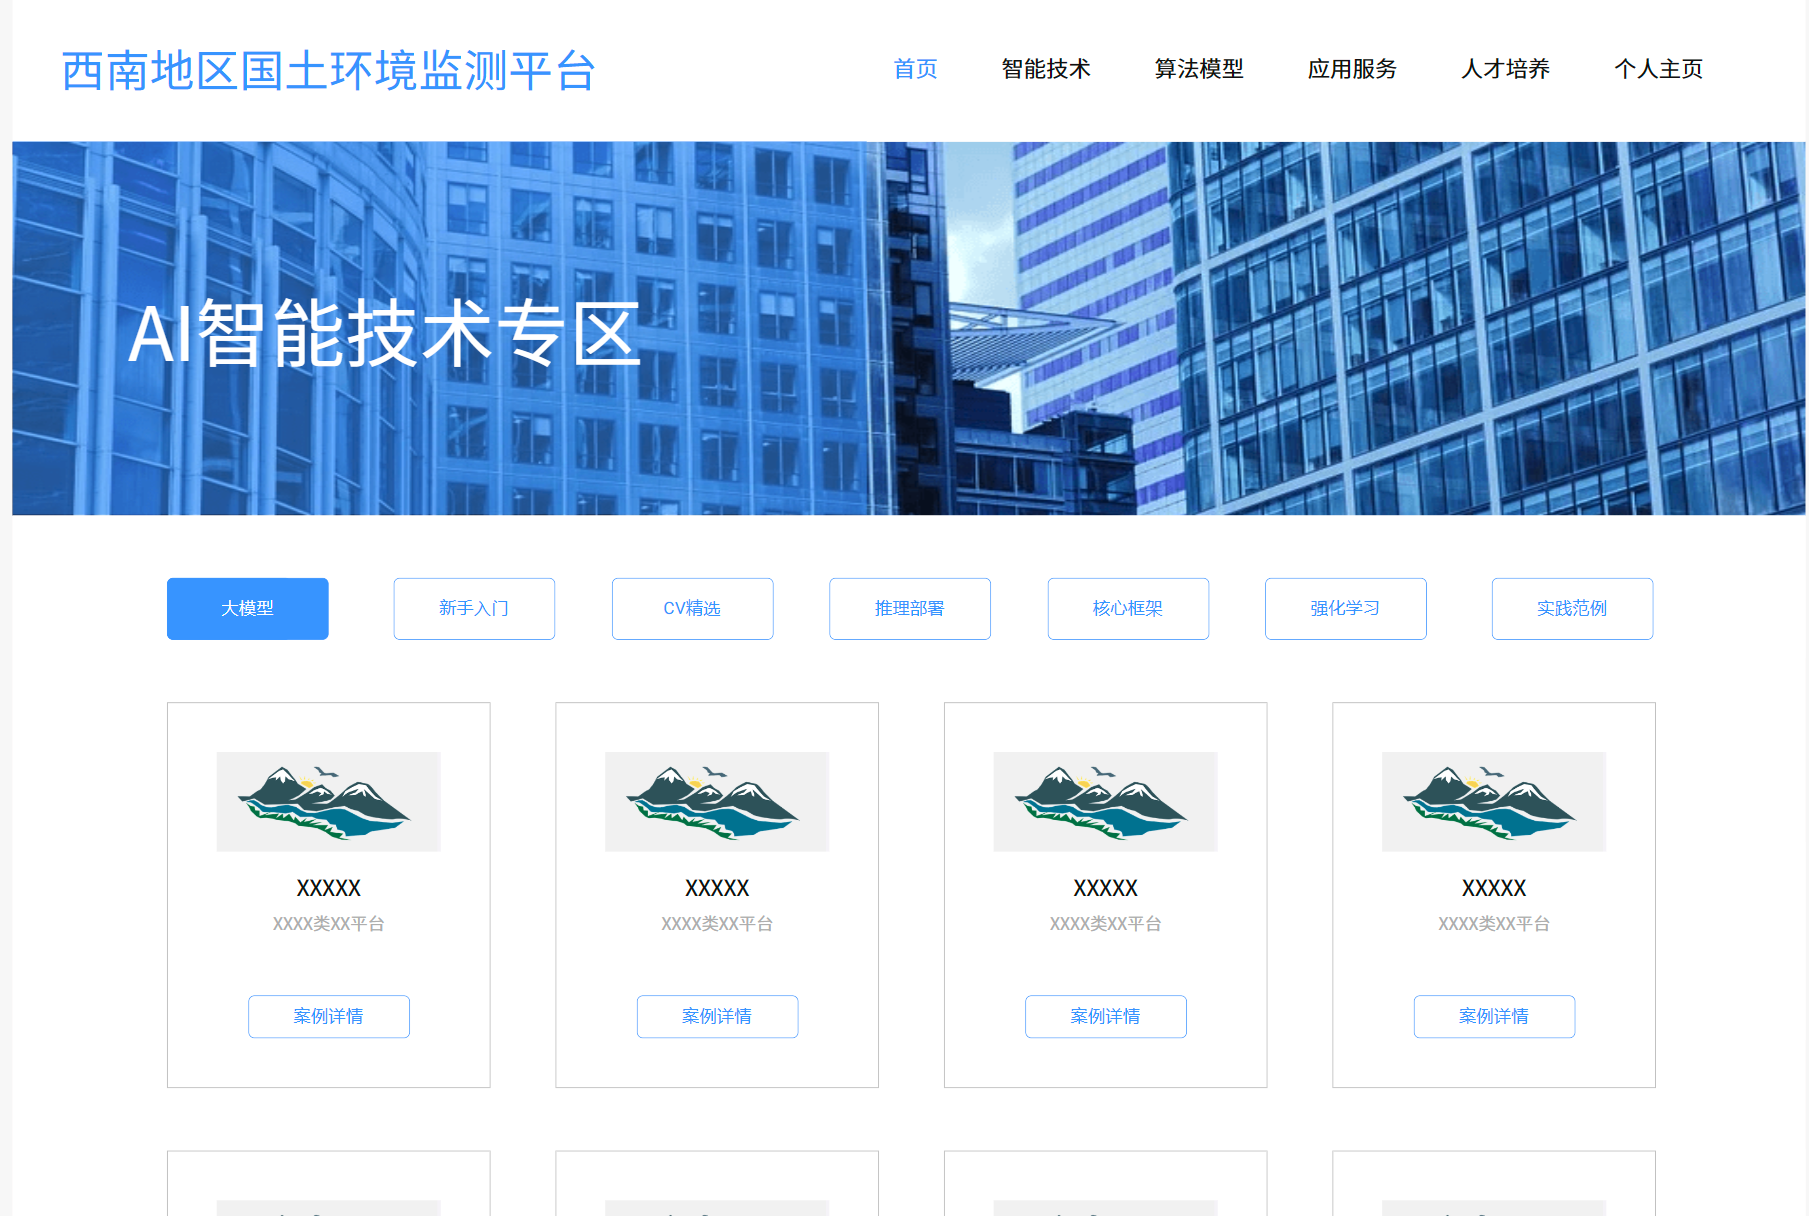 西南地区国土环境监测平台
首页 智能技术 算法模型 应用服务 人才培养 个人主页
AI智能技术专区
大模型 新手入门 CV精选 推理部署 核心框架 强化学习 实践范例
XXXXX XXXXX XXXXX XXXXX
XXXX类XX平台 XXXX类XX平台 XXXX类XX平台 XXXX类XX平台
案例详情 案例详情 案例详情 案例详情